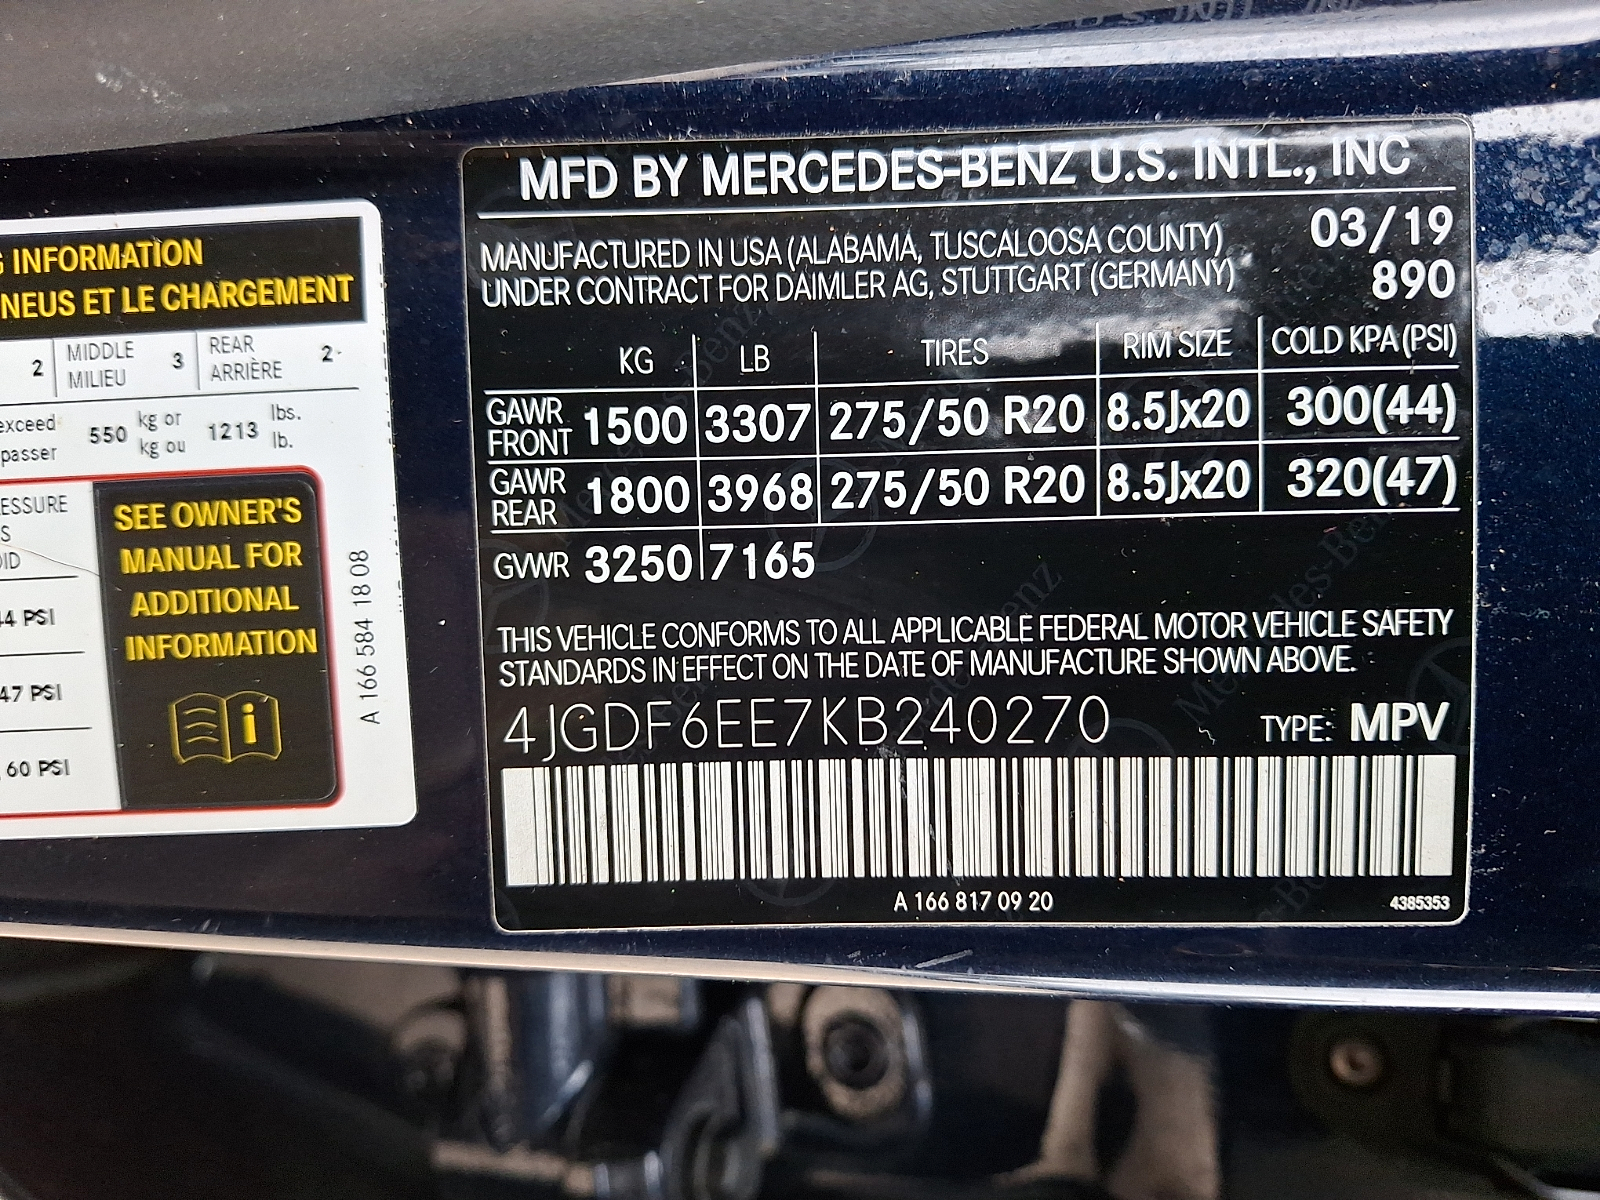 G INFORMATION
NEUS ET LE CHARGEMENT
2 MIDDLE MILIEU 3 REAR ARRIÈRE 2
exceed passer 550 kg or kg ou 1213 lbs. lb.
ESSURE
S
OID
44 PSI
47 PSI
60 PSI
SEE OWNER'S
MANUAL FOR
ADDITIONAL
INFORMATION
i
A 166 584 18 08
MFD BY MERCEDES-BENZ U.S. INTL., INC
MANUFACTURED IN USA (ALABAMA, TUSCALOOSA COUNTY) 03/19
UNDER CONTRACT FOR DAIMLER AG, STUTTGART (GERMANY) 890
KG LB TIRES RIM SIZE COLD KPA (PSI)
GAWR FRONT 1500 3307 275/50 R20 8.5Jx20 300(44)
GAWR REAR 1800 3968 275/50 R20 8.5Jx20 320(47)
GVWR 3250 7165
THIS VEHICLE CONFORMS TO ALL APPLICABLE FEDERAL MOTOR VEHICLE SAFETY
STANDARDS IN EFFECT ON THE DATE OF MANUFACTURE SHOWN ABOVE.
4JGDF6EE7KB240270 TYPE: MPV
A 166 817 09 20 4385353